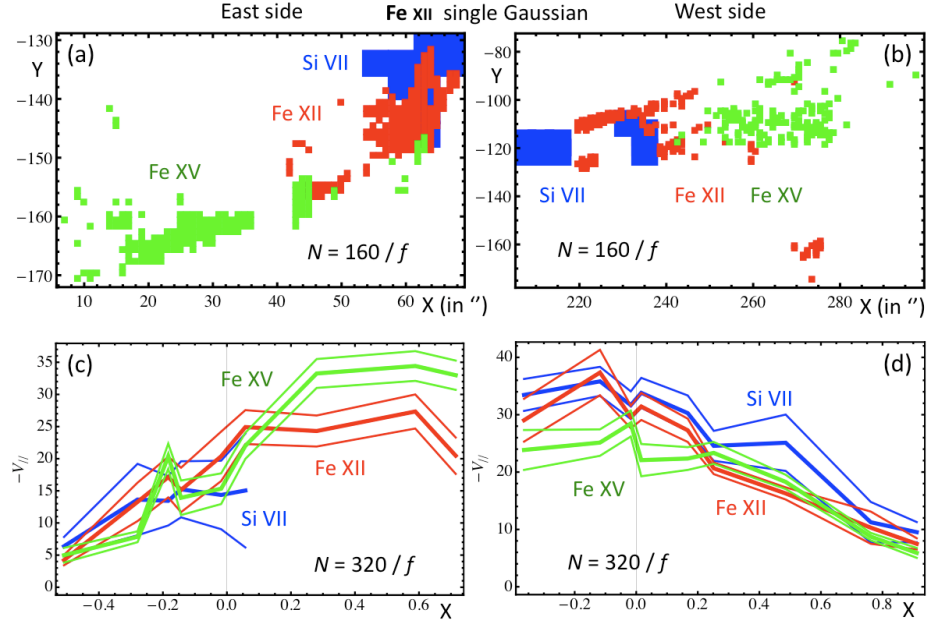 East side Fe XII single Gaussian West side
(a) (b)
Y Y
-130 -140 -150 -160 -170
-80 -100 -120 -140 -160
Si VII
Fe XII
Fe XV
N = 160 / f
Si VII Fe XII Fe XV
N = 160 / f
10 20 30 40 50 60
X (in ‘’)
220 240 260 280
X (in ‘’)
(c) (d)
35 30 25 20 15 10 5 0
40 30 20 10 0
-V//
-V//
Fe XV
Fe XII
Si VII
N = 320 / f
Si VII
Fe XV
Fe XII
N = 320 / f
-0.4 -0.2 0.0 0.2 0.4 0.6 X
-0.2 0.0 0.2 0.4 0.6 0.8 X